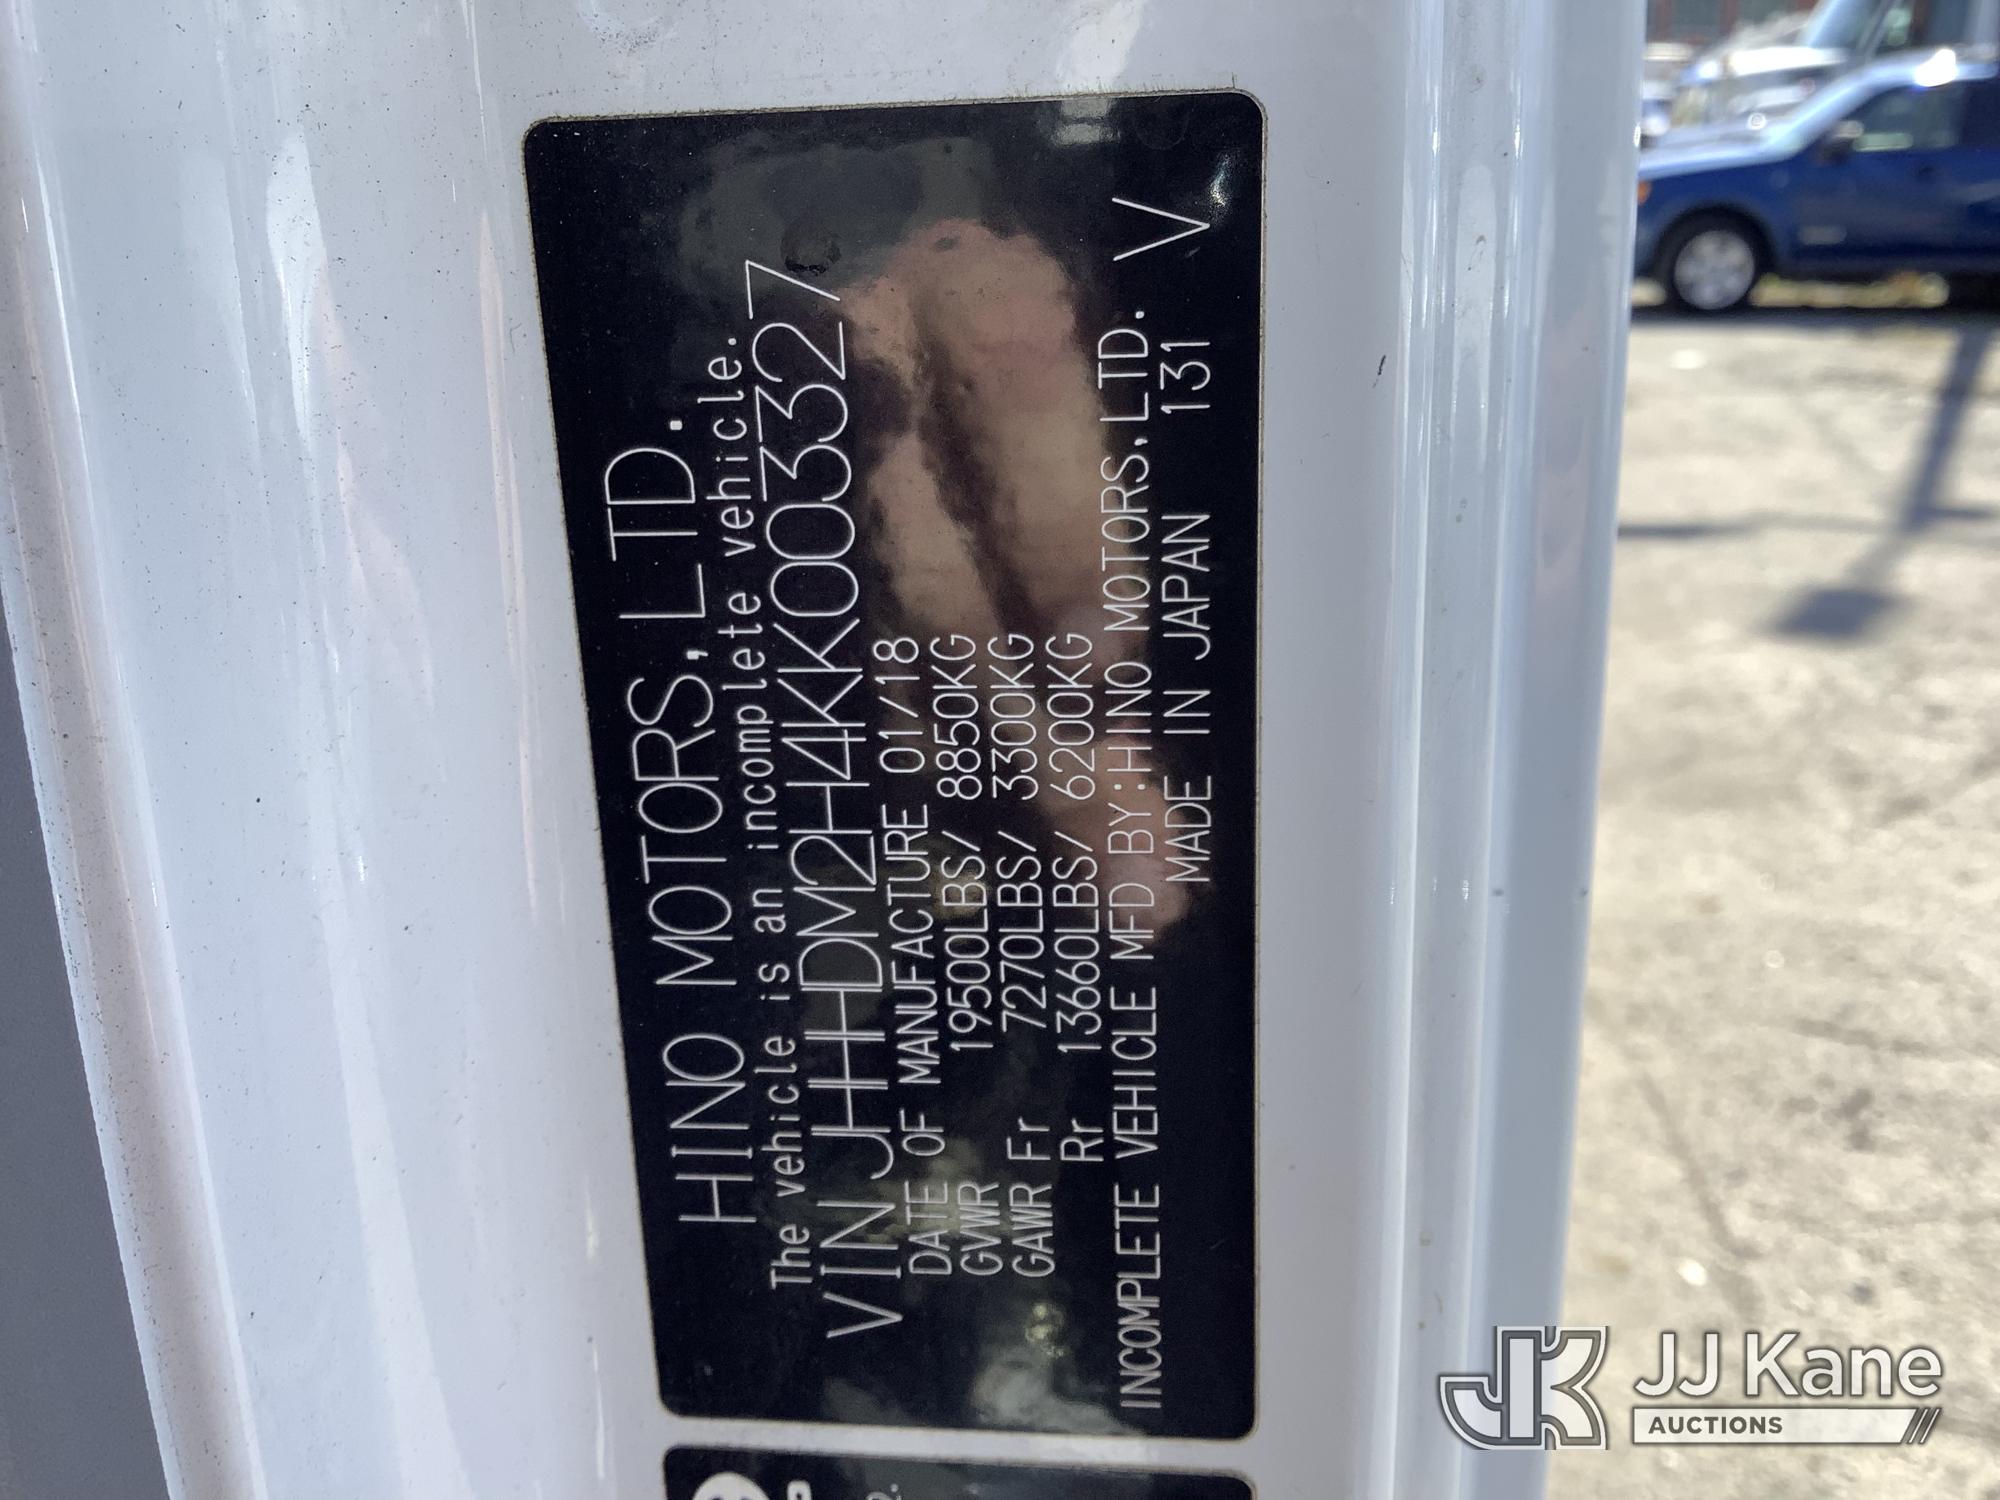 HINO MOTORS, LTD.
The vehicle is an incomplete vehicle.
VIN JHHDM2H4KK0033327
DATE OF MANUFACTURE 01/18
GVWR 19500LBS/ 8850KG
GAWR Fr 7270LBS/ 3300KG
Rr 13660LBS/ 6200KG
INCOMPLETE VEHICLE MFD BY:HINO MOTORS, LTD. V
MADE IN JAPAN 131
JK JJ Kane
AUCTIONS